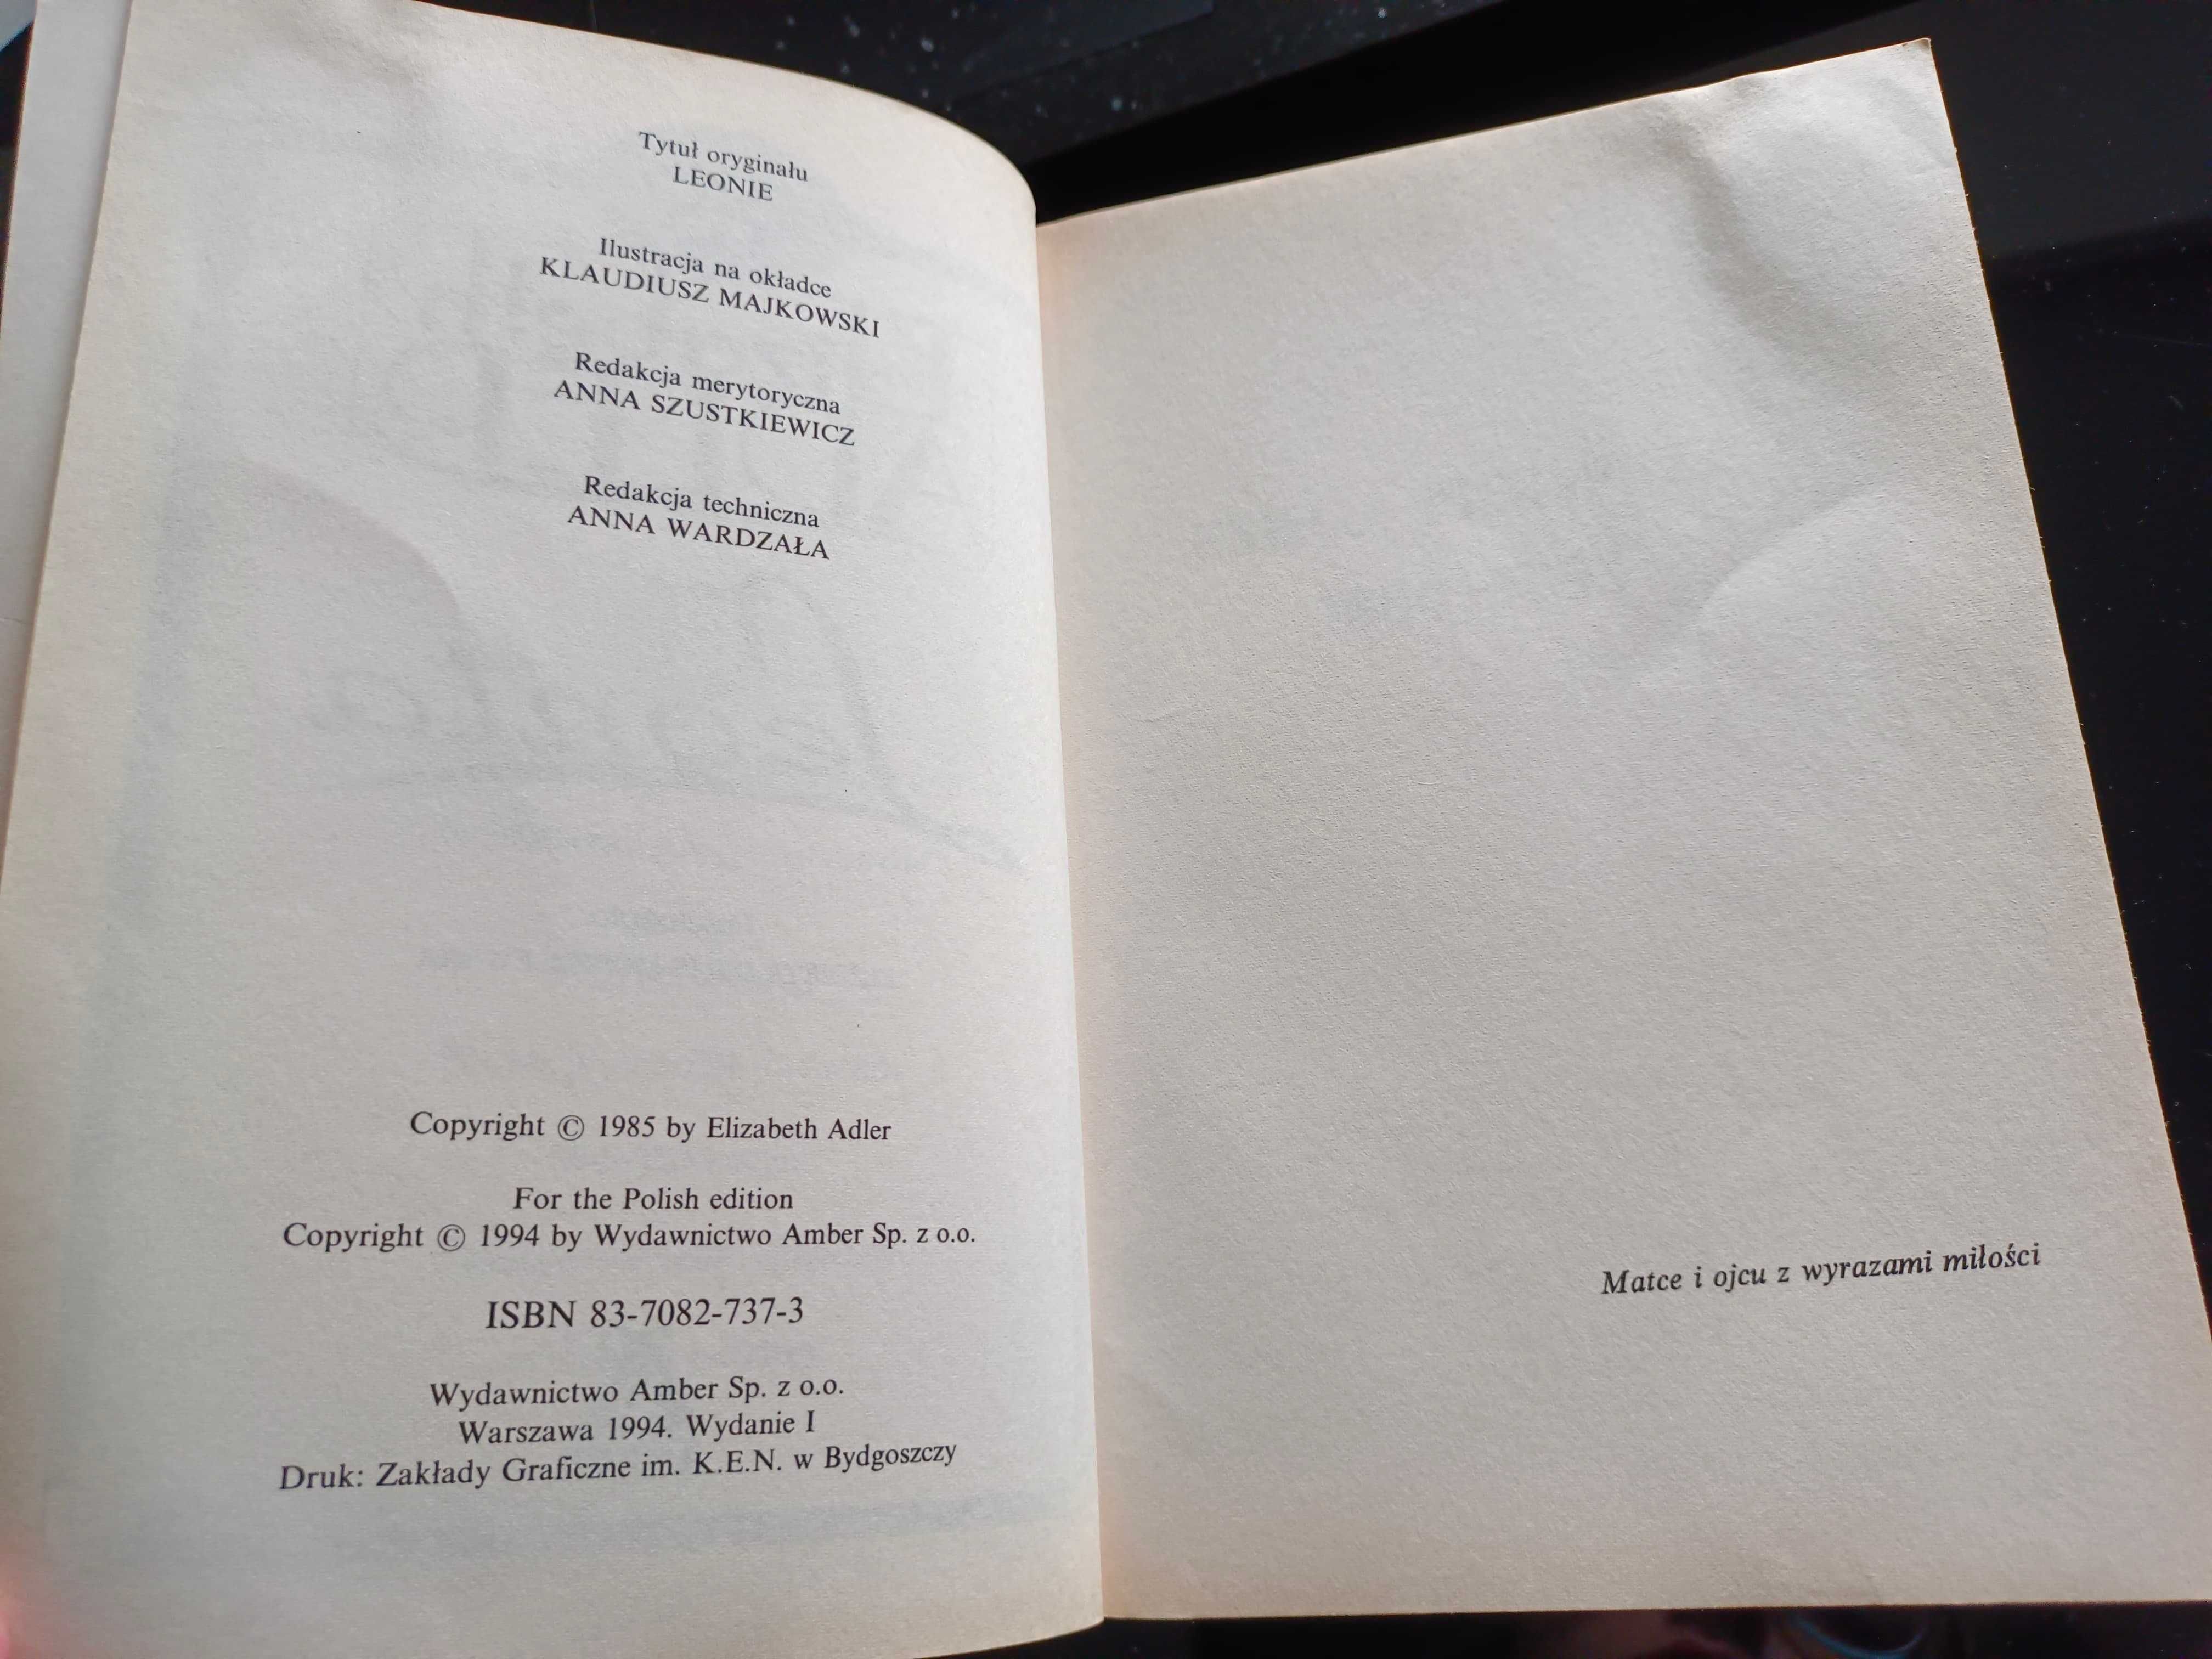 Tytuł oryginału
LEONIE
Ilustracja na okładce
KLAUDIUSZ MAJKOWSKI
Redakcja merytoryczna
ANNA SZUSTKIEWICZ
Redakcja techniczna
ANNA WARDZAŁA
Copyright © 1985 by Elizabeth Adler
For the Polish edition
Copyright © 1994 by Wydawnictwo Amber Sp. z o.o.
ISBN 83-7082-737-3
Wydawnictwo Amber Sp. z o.o.
Warszawa 1994. Wydanie I
Druk: Zakłady Graficzne im. K.E.N. w Bydgoszczy
Matce i ojcu z wyrazami miłości